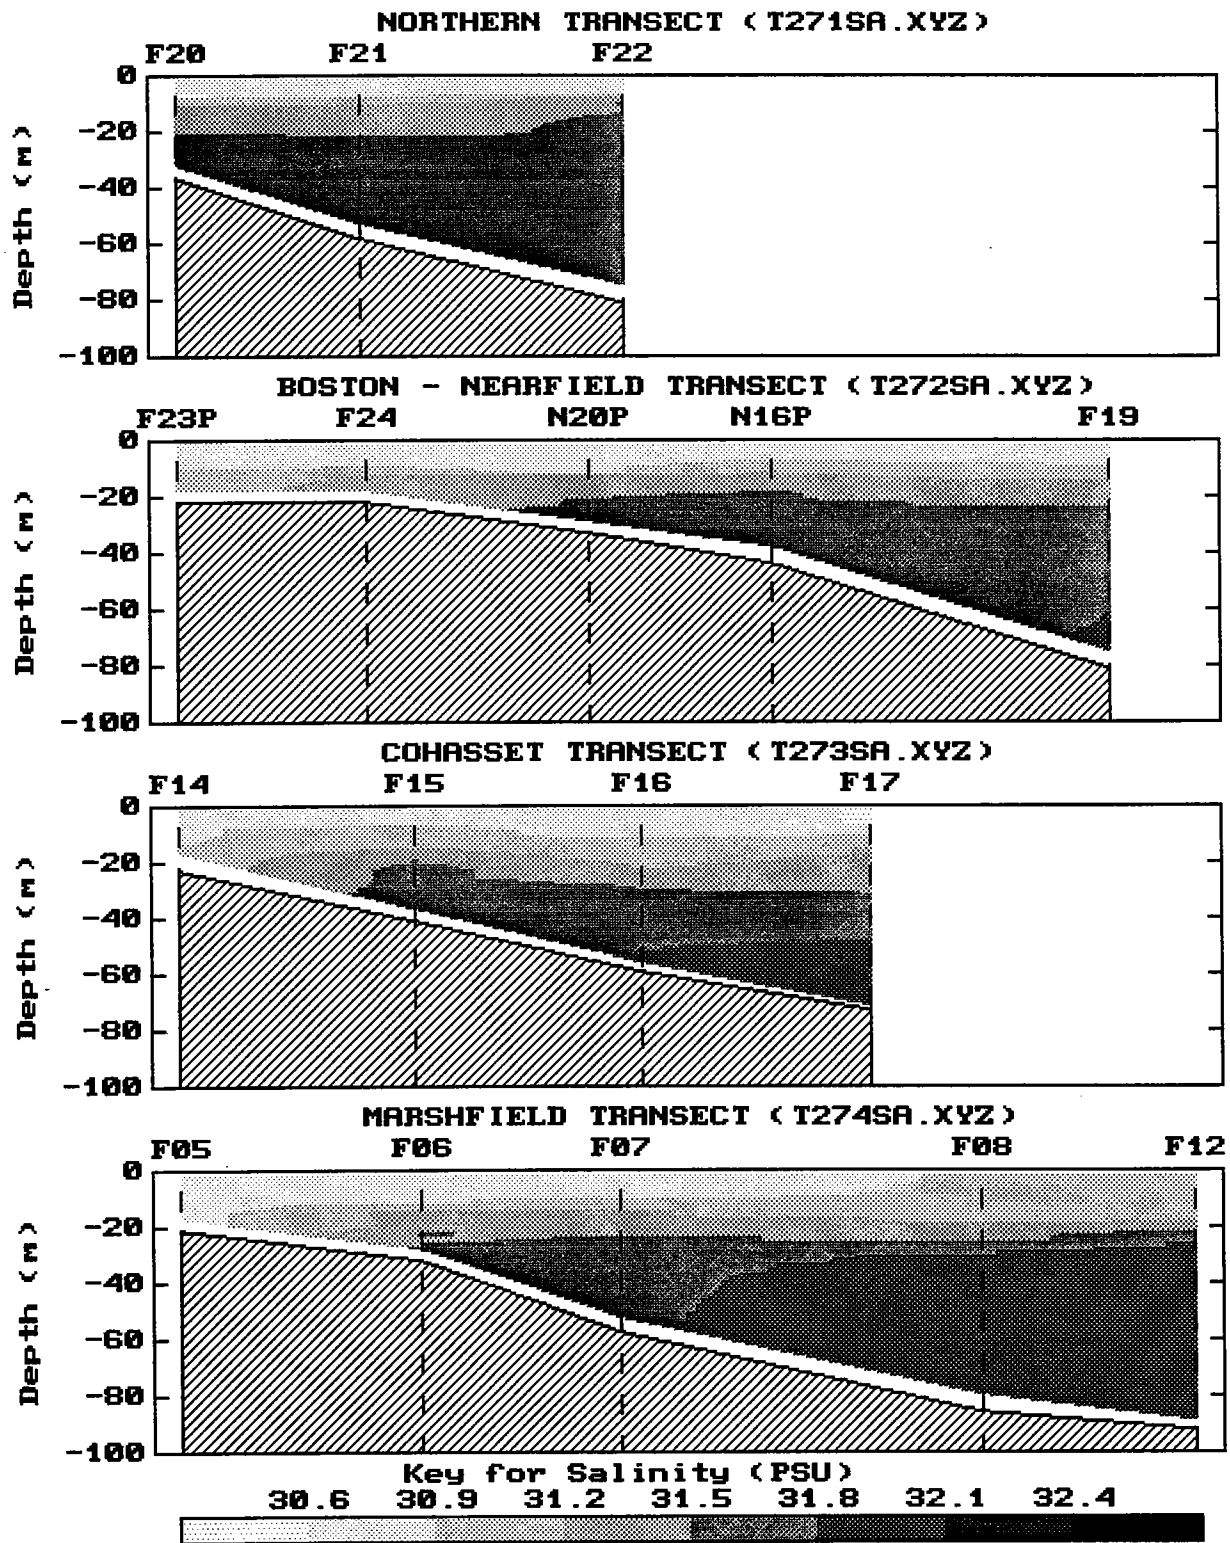 NORTHERN TRANSECT (T271SA.XYZ)
F20 F21 F22
0
-20
-40
-60
-80
-100
Depth (m)
BOSTON - NEARFIELD TRANSECT (T272SA.XYZ)
F23P F24 N20P N16P F19
0
-20
-40
-60
-80
-100
Depth (m)
COHASSET TRANSECT (T273SA.XYZ)
F14 F15 F16 F17
0
-20
-40
-60
-80
-100
Depth (m)
MARSHFIELD TRANSECT (T274SA.XYZ)
F05 F06 F07 F08 F12
0
-20
-40
-60
-80
-100
Depth (m)
Key for Salinity (PSU)
30.6 30.9 31.2 31.5 31.8 32.1 32.4